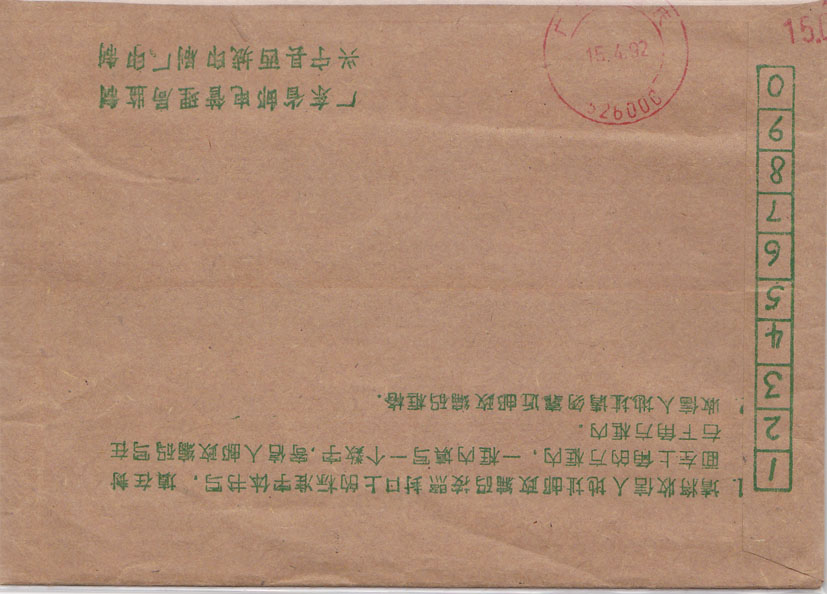 1. 请将收信人地址邮政编码按照封口上的标准字体书写，填在封
面左上角的方框内，一框内填写一个数字，寄信人邮政编码写在
右下角方框内.
收信人地址请勿靠近邮政编码框格.
1 2 3 4 5 6 7 8 9 0
广东省邮电管理局监制
兴宁县西城印刷厂印制
15.4.92
526000